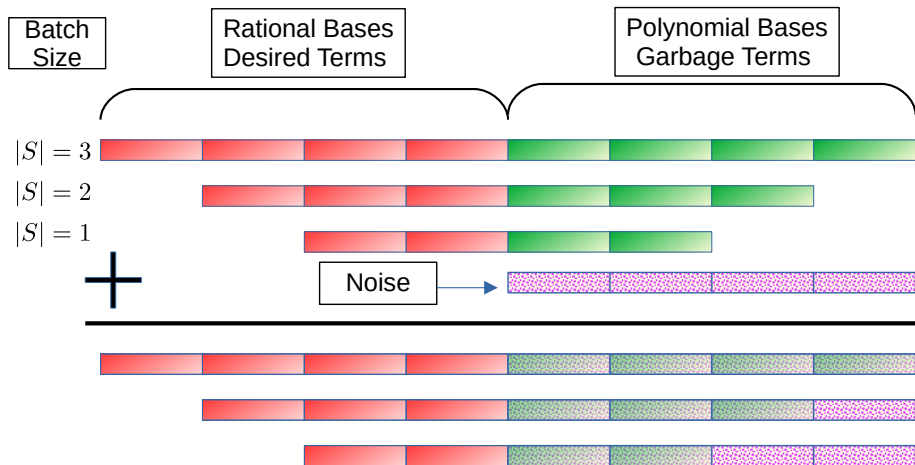 Batch
Size
Rational Bases
Desired Terms
Polynomial Bases
Garbage Terms
|S| = 3
|S| = 2
|S| = 1
+
Noise